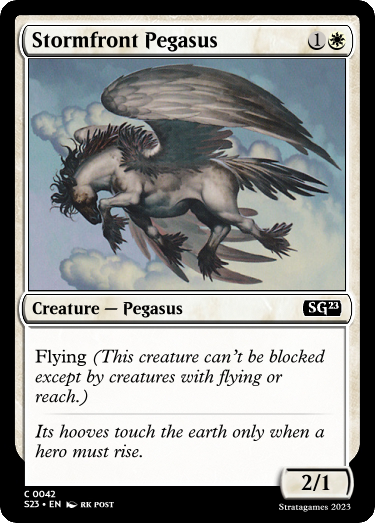 Stormfront Pegasus 1
Creature — Pegasus SG23
Flying (This creature can't be blocked
except by creatures with flying or
reach.)
Its hooves touch the earth only when a
hero must rise.
2/1
C 0042
S23 • EN RK POST
Stratagames 2023